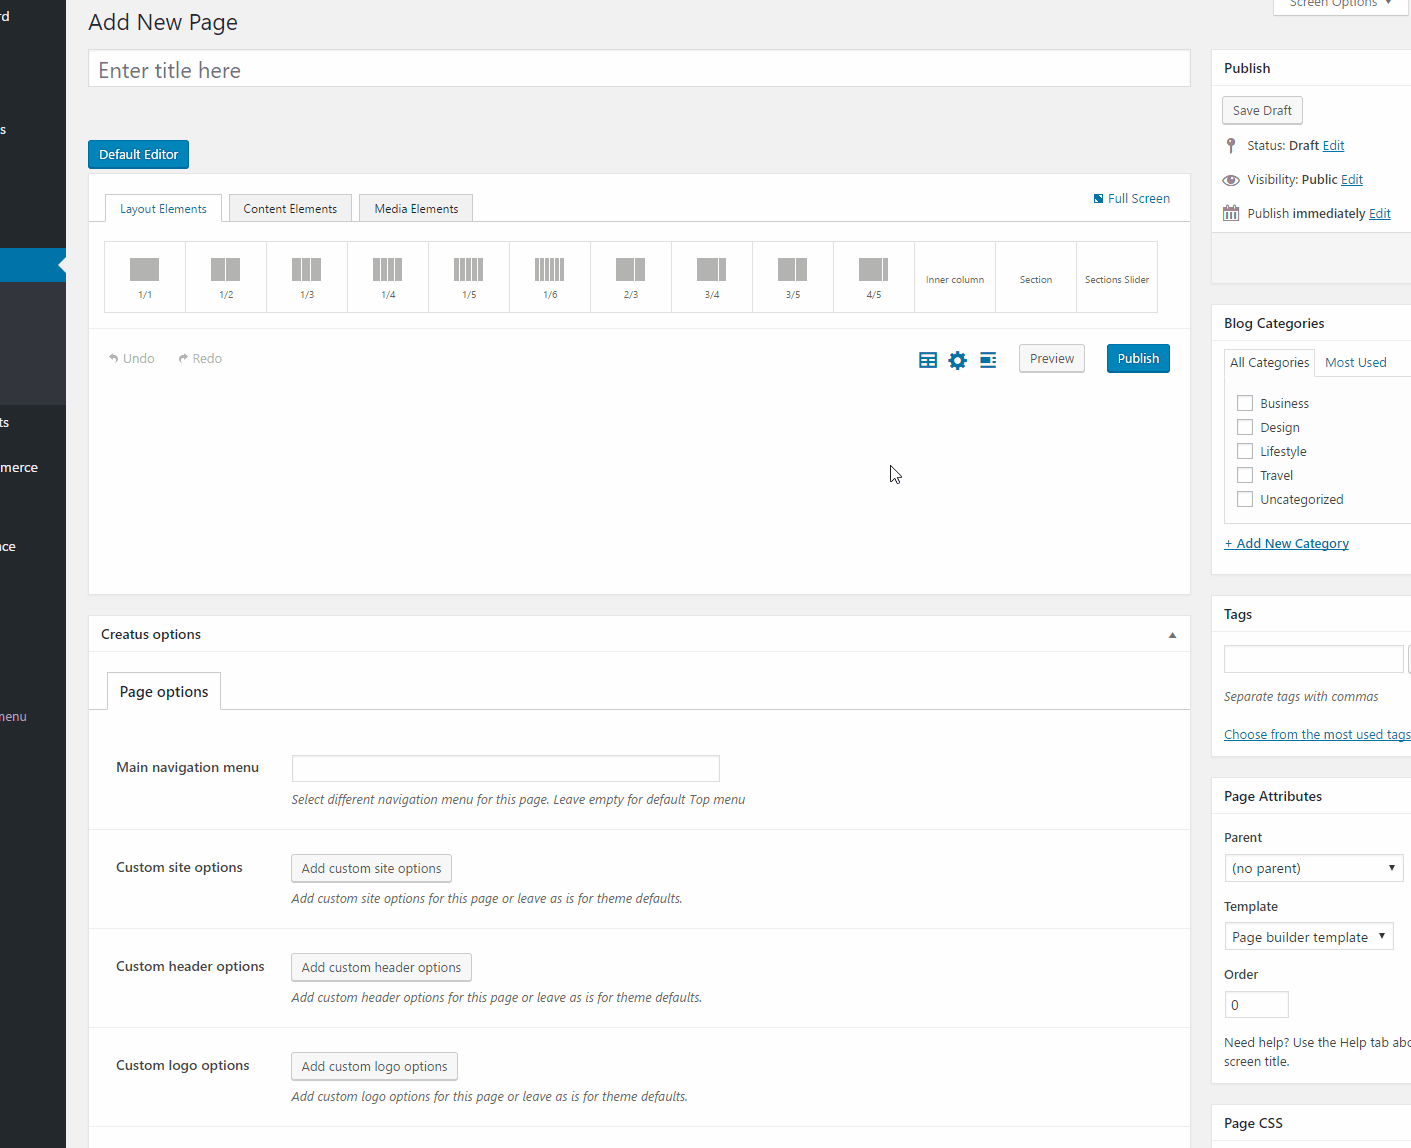 Screen Options
Add New Page
Enter title here
Default Editor
Layout Elements
Content Elements
Media Elements
Full Screen
1/1
1/2
1/3
1/4
1/5
1/6
2/3
3/4
3/5
4/5
Inner column
Section
Sections Slider
Undo
Redo
Preview
Publish
Creatus options
Page options
Main navigation menu
Select different navigation menu for this page. Leave empty for default Top menu
Custom site options
Add custom site options
Add custom site options for this page or leave as is for theme defaults.
Custom header options
Add custom header options
Add custom header options for this page or leave as is for theme defaults.
Custom logo options
Add custom logo options
Add custom logo options for this page or leave as is for theme defaults.
Publish
Save Draft
Status: Draft Edit
Visibility: Public Edit
Publish immediately Edit
Blog Categories
All Categories
Most Used
Business
Design
Lifestyle
Travel
Uncategorized
+ Add New Category
Tags
Separate tags with commas
Choose from the most used tags
Page Attributes
Parent
(no parent)
Template
Page builder template
Order
0
Need help? Use the Help tab abo
screen title.
Page CSS
rd
s
ts
merce
nce
menu